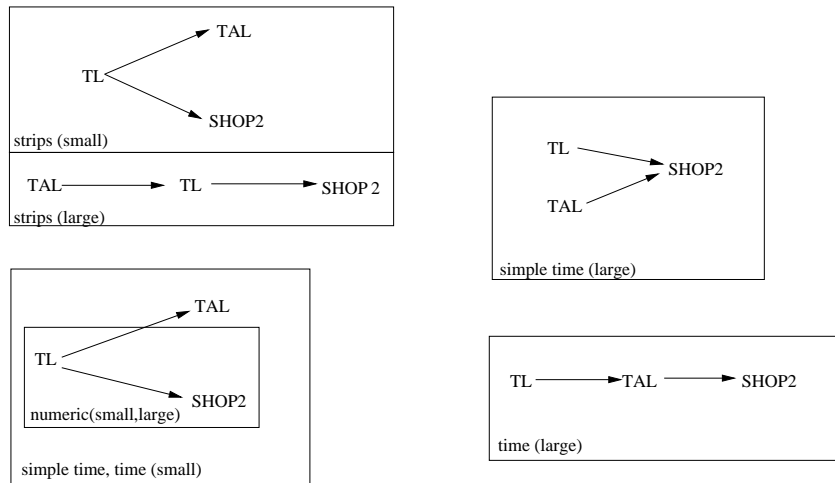 TAL
TL
SHOP2
strips (small)
TAL TL SHOP 2
strips (large)
TL
SHOP2
TAL
simple time (large)
TAL
TL
SHOP2
numeric(small,large)
simple time, time (small)
TL TAL SHOP2
time (large)